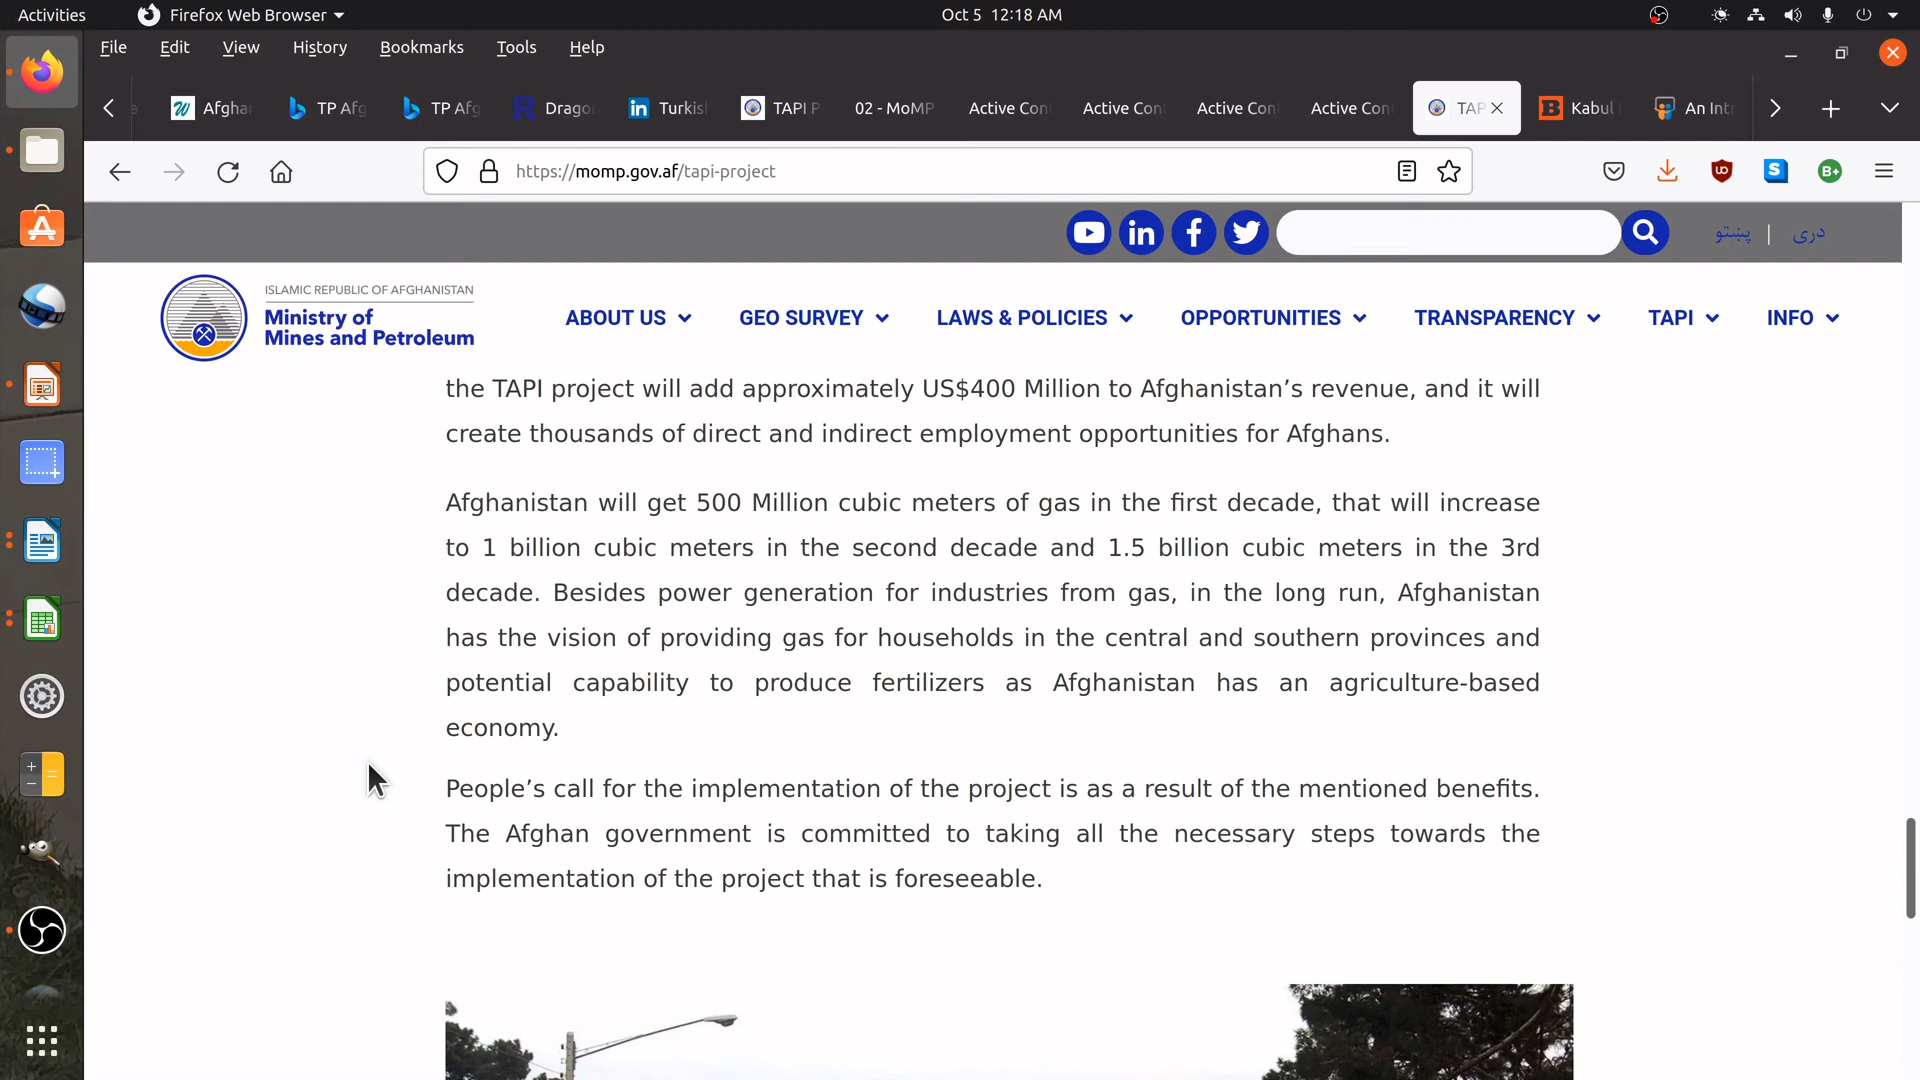 Activities
Firefox Web Browser
Oct 5 12:18 AM
File Edit View History Bookmarks Tools Help
Afghan TP Afg TP Afg Drago Turkis TAPI P 02 - MoMP Active Con Active Con Active Con Active Con TAP Kabul An Int
https://momp.gov.af/tapi-project
پښتو | دری
ISLAMIC REPUBLIC OF AFGHANISTAN
Ministry of
Mines and Petroleum
ABOUT US GEO SURVEY LAWS & POLICIES OPPORTUNITIES TRANSPARENCY TAPI INFO
the TAPI project will add approximately US$400 Million to Afghanistan’s revenue, and it will
create thousands of direct and indirect employment opportunities for Afghans.
Afghanistan will get 500 Million cubic meters of gas in the first decade, that will increase
to 1 billion cubic meters in the second decade and 1.5 billion cubic meters in the 3rd
decade. Besides power generation for industries from gas, in the long run, Afghanistan
has the vision of providing gas for households in the central and southern provinces and
potential capability to produce fertilizers as Afghanistan has an agriculture-based
economy.
People’s call for the implementation of the project is as a result of the mentioned benefits.
The Afghan government is committed to taking all the necessary steps towards the
implementation of the project that is foreseeable.